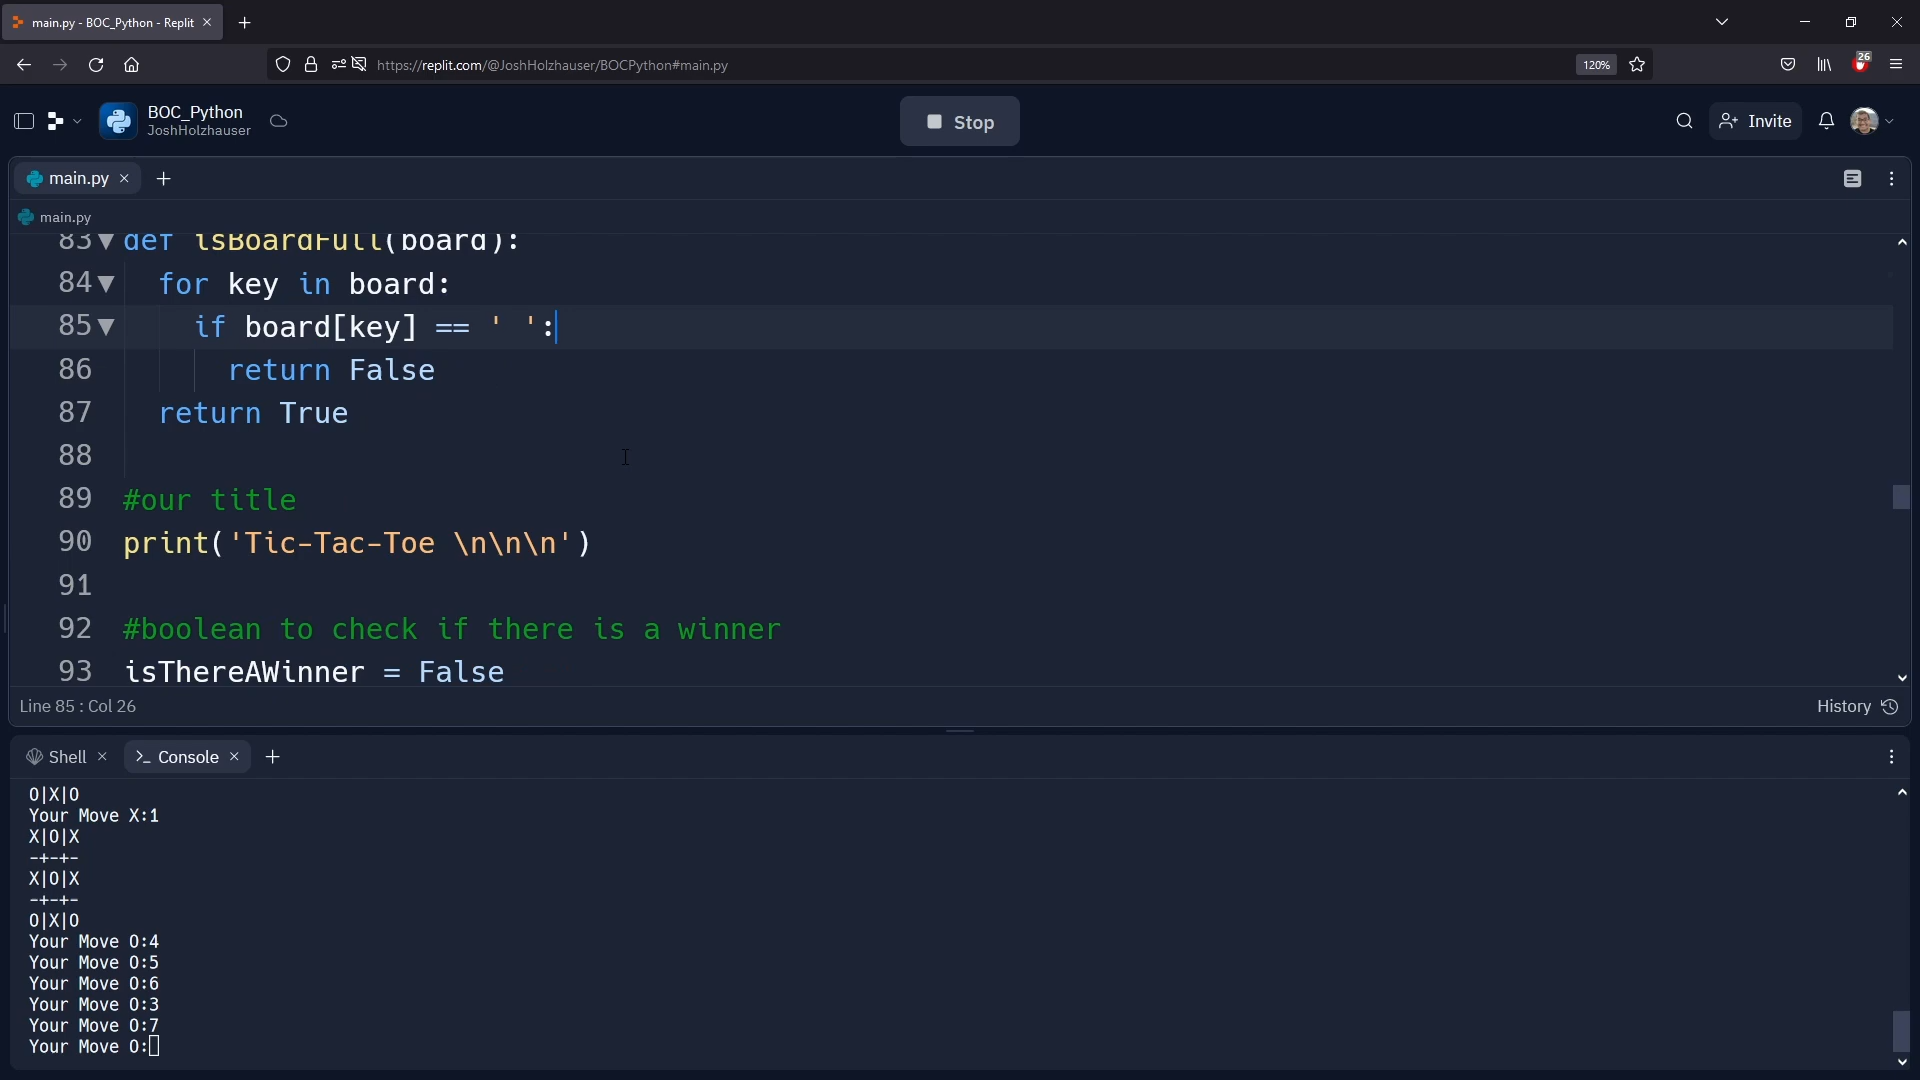 main.py - BOC_Python - Replit
https://replit.com/@JoshHolzhauser/BOCPython#main.py
120%
26
BOC_Python
JoshHolzhauser
Stop
Invite
main.py
main.py
83 def isBoardFull(board):
84 for key in board:
85 if board[key] == ' ':
86 return False
87 return True
88
89 #our title
90 print('Tic-Tac-Toe \n\n\n')
91
92 #boolean to check if there is a winner
93 isThereAWinner = False
Line 85 : Col 26
History
Shell
Console
O|X|O
Your Move X:1
X|O|X
-+-+-
X|O|X
-+-+-
O|X|O
Your Move O:4
Your Move O:5
Your Move O:6
Your Move O:3
Your Move O:7
Your Move O: